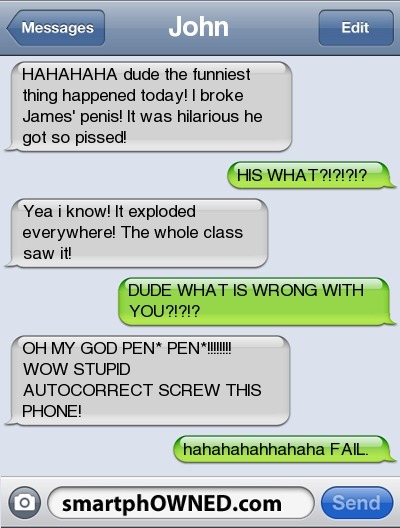 Messages
John
Edit
HAHAHAHA dude the funniest
thing happened today! I broke
James' penis! It was hilarious he
got so pissed!
HIS WHAT?!?!?!?
Yea i know! It exploded
everywhere! The whole class
saw it!
DUDE WHAT IS WRONG WITH
YOU?!?!?
OH MY GOD PEN* PEN*!!!!!!!!
WOW STUPID
AUTOCORRECT SCREW THIS
PHONE!
hahahahahhahaha FAIL.
smartphOWNED.com
Send